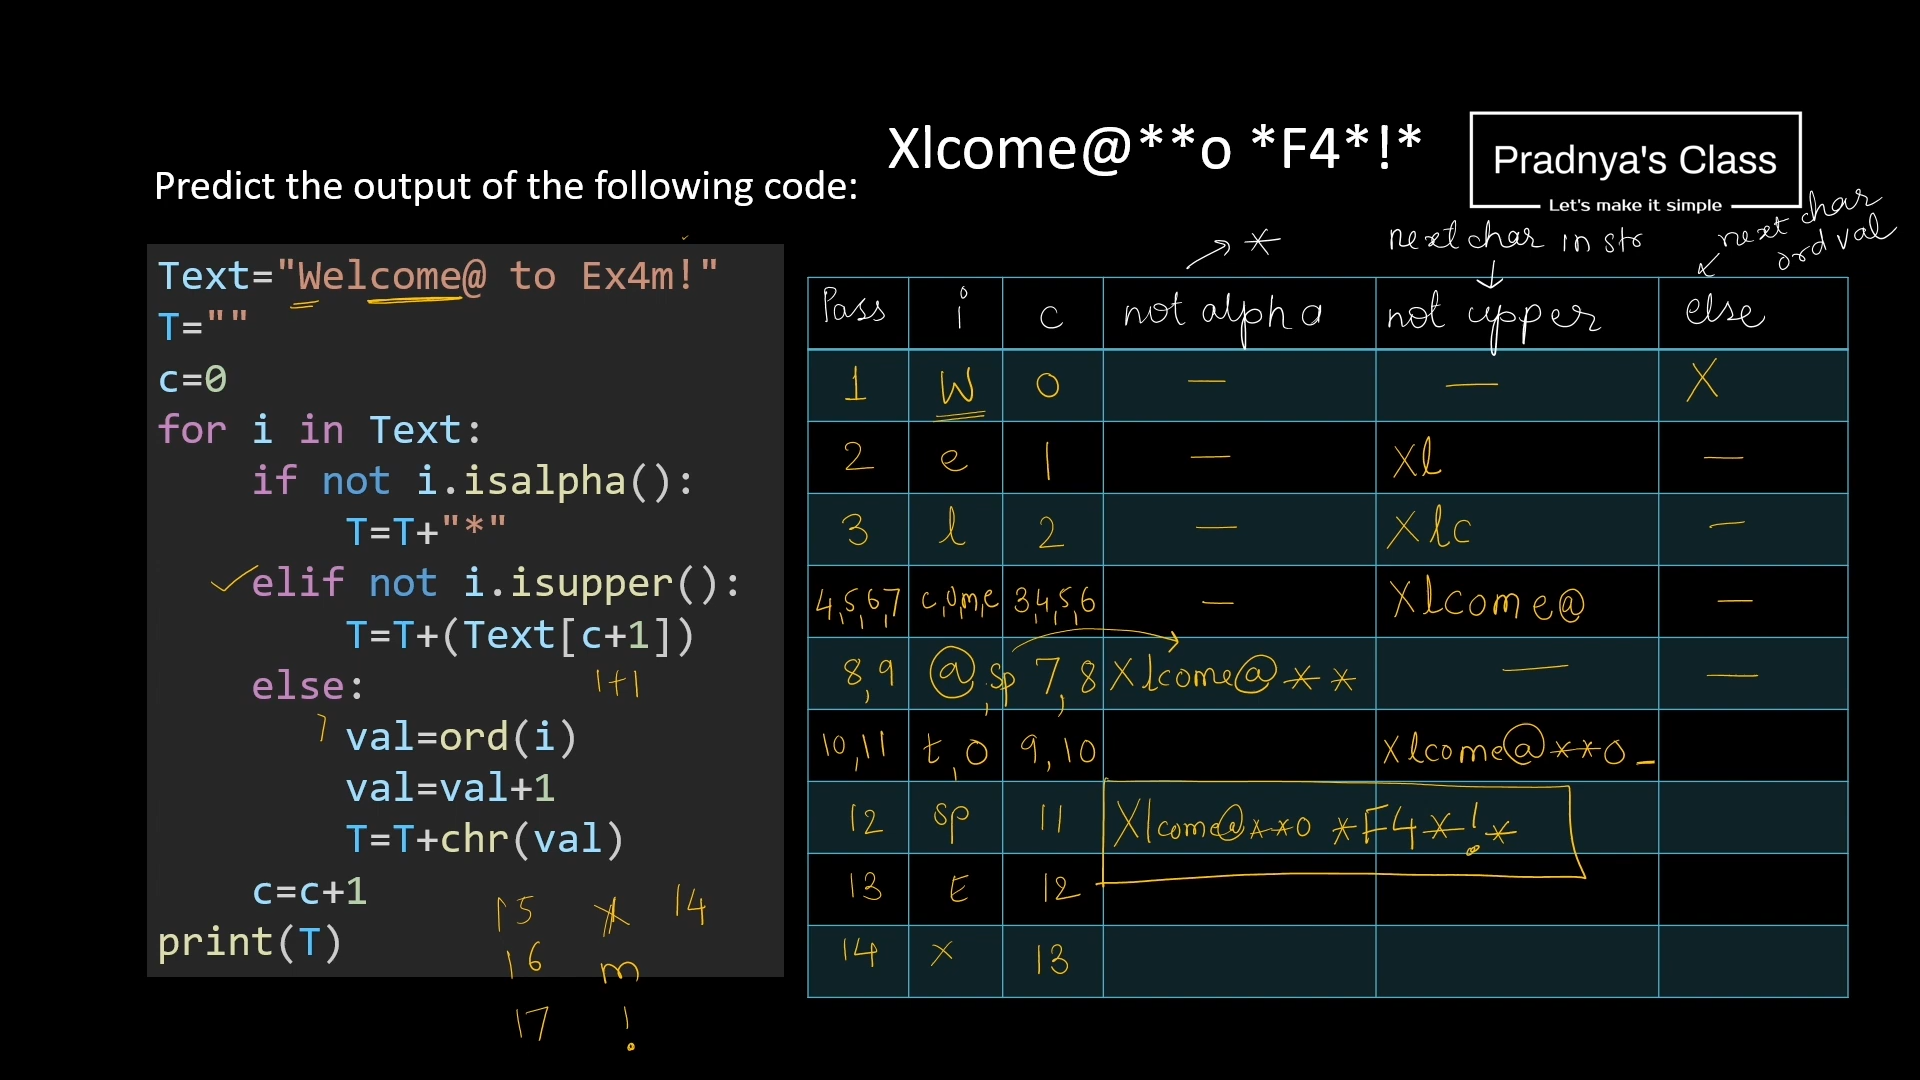 Xlcome@**o *F4*!*
Pradnya's Class
Let's make it simple
Predict the output of the following code:
Text="Welcome@ to Ex4m!"
T=""
c=0
for i in Text:
    if not i.isalpha():
        T=T+"*"
    elif not i.isupper():
        T=T+(Text[c+1])
    else:
        val=ord(i)
        val=val+1
        T=T+chr(val)
    c=c+1
print(T)
1+1
15 14
16 m
17 !
*
next char in str
next char
ord val
Pass i c not alpha not upper else
1 W 0 — — X
2 e 1 — Xl —
3 l 2 — Xlc —
4,5,6,7 c,o,m,e 3,4,5,6 — Xlcome@ —
8,9 @,sp 7,8 Xlcome@** — —
10,11 t,o 9,10 Xlcome@**o_
12 sp 11 Xlcome@**o *F4*!*
13 E 12
14 x 13